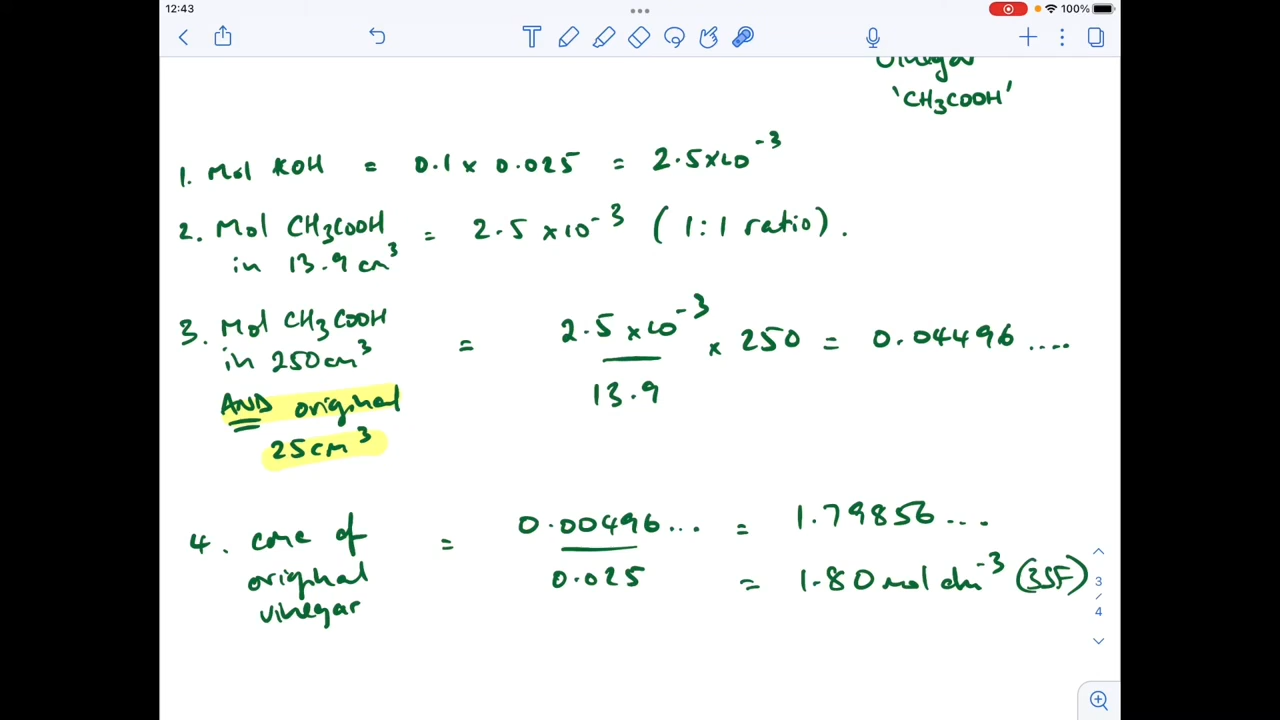 12:43
100%
vinegar
'CH3COOH'
1. Mol KOH = 0.1 x 0.025 = 2.5x10-3
2. Mol CH3COOH = 2.5 x10-3 (1:1 ratio).
in 13.9 cm3
3. Mol CH3COOH
in 250cm3 = 2.5 x10-3 / 13.9 x 250 = 0.04496 ....
AND original
25cm3
4. conc of = 0.00496... / 0.025 = 1.79856...
original = 1.80 mol dm-3 (3SF)
vinegar
3
/
4